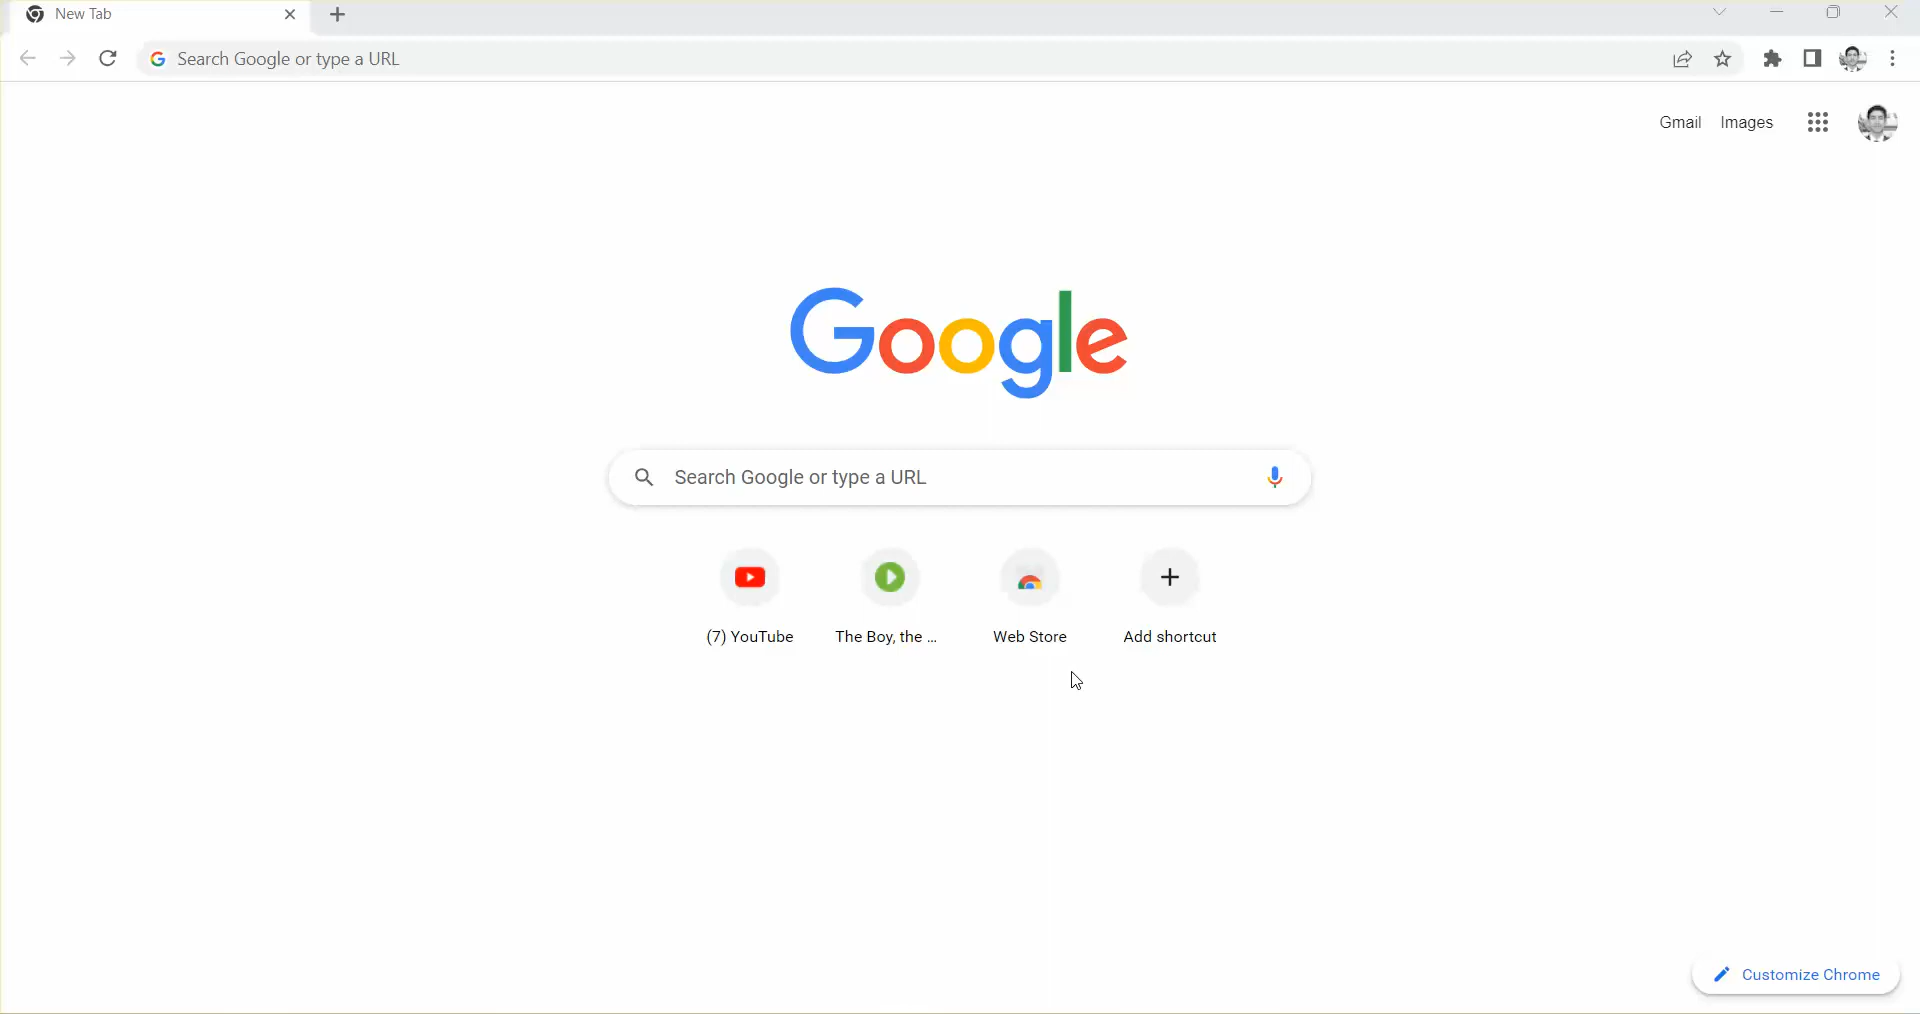 New Tab
Search Google or type a URL
Gmail Images
Google
Search Google or type a URL
(7) YouTube
The Boy, the ...
Web Store
Add shortcut
Customize Chrome